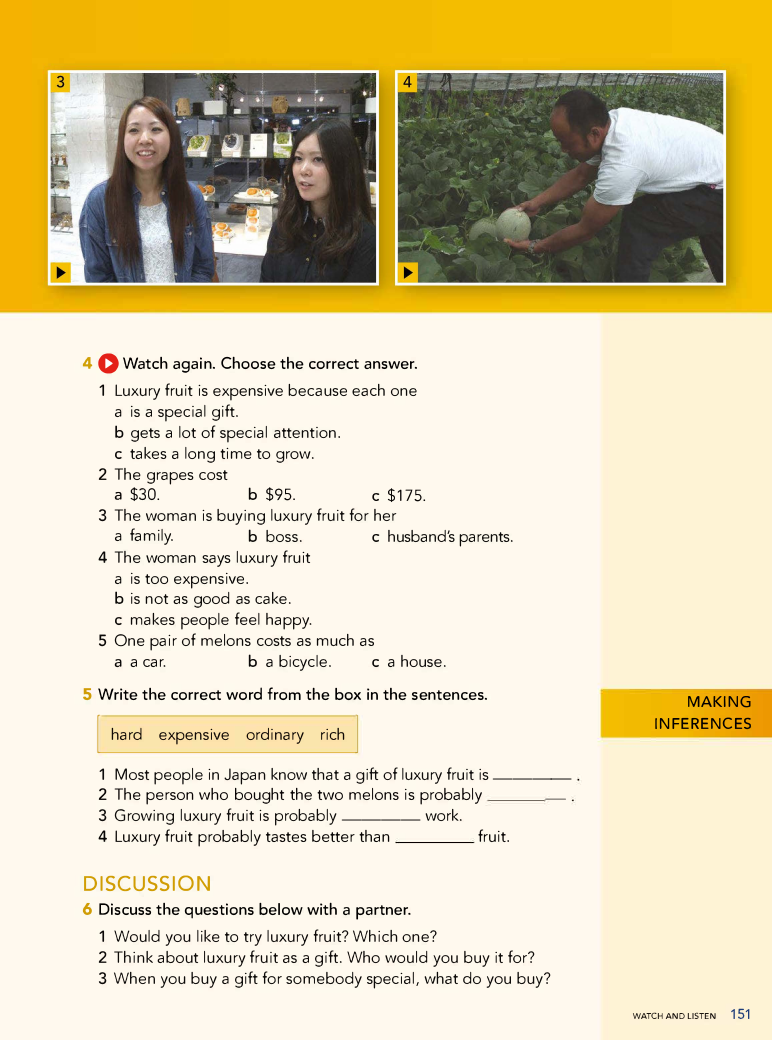 3
4
4 Watch again. Choose the correct answer.
1 Luxury fruit is expensive because each one
a is a special gift.
b gets a lot of special attention.
c takes a long time to grow.
2 The grapes cost
a $30. b $95. c $175.
3 The woman is buying luxury fruit for her
a family. b boss. c husband's parents.
4 The woman says luxury fruit
a is too expensive.
b is not as good as cake.
c makes people feel happy.
5 One pair of melons costs as much as
a a car. b a bicycle. c a house.
5 Write the correct word from the box in the sentences.
MAKING
INFERENCES
hard expensive ordinary rich
1 Most people in Japan know that a gift of luxury fruit is __________ .
2 The person who bought the two melons is probably __________ .
3 Growing luxury fruit is probably __________ work.
4 Luxury fruit probably tastes better than __________ fruit.
DISCUSSION
6 Discuss the questions below with a partner.
1 Would you like to try luxury fruit? Which one?
2 Think about luxury fruit as a gift. Who would you buy it for?
3 When you buy a gift for somebody special, what do you buy?
WATCH AND LISTEN 151